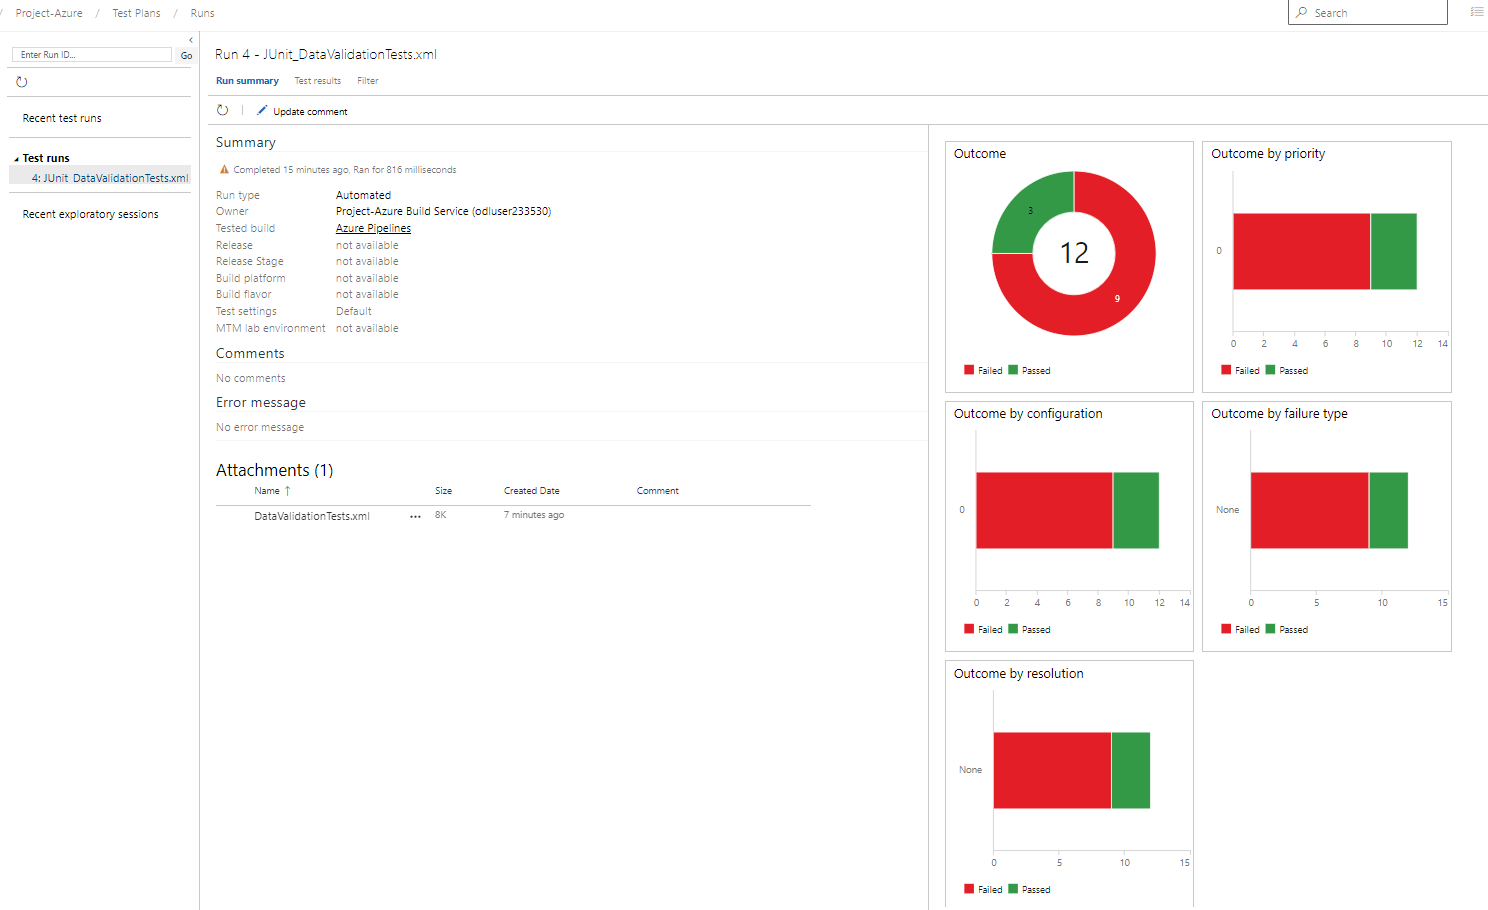 / Project-Azure / Test Plans / Runs
Search
Enter Run ID...
Go
Recent test runs
Test runs
4: JUnit_DataValidationTests.xml
Recent exploratory sessions
Run 4 - JUnit_DataValidationTests.xml
Run summary Test results Filter
Update comment
Summary
Completed 15 minutes ago, Ran for 816 milliseconds
Run type Automated
Owner Project-Azure Build Service (odluser233530)
Tested build Azure Pipelines
Release not available
Release Stage not available
Build platform not available
Build flavor not available
Test settings Default
MTM lab environment not available
Comments
No comments
Error message
No error message
Attachments (1)
Name ↑ Size Created Date Comment
DataValidationTests.xml ... 8K 7 minutes ago
Outcome
3
12
9
Failed Passed
Outcome by priority
0
0 2 4 6 8 10 12 14
Failed Passed
Outcome by configuration
0
0 2 4 6 8 10 12 14
Failed Passed
Outcome by failure type
None
0 5 10 15
Failed Passed
Outcome by resolution
None
0 5 10 15
Failed Passed